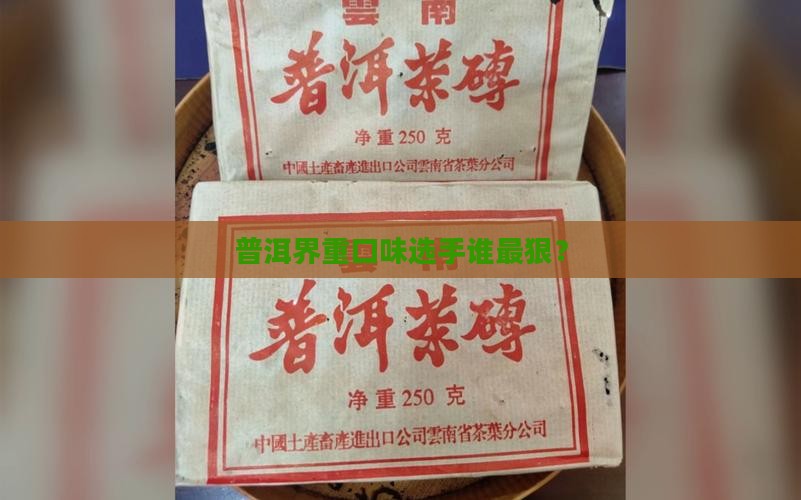 雲 南
普洱茶磚
净重250 克
中國土產畜產進出口公司雲南省茶葉分公司
普洱界重口味选手谁最狠？
雲 南
普洱茶磚
净重250 克
中國土產畜產進出口公司雲南省茶葉分公司